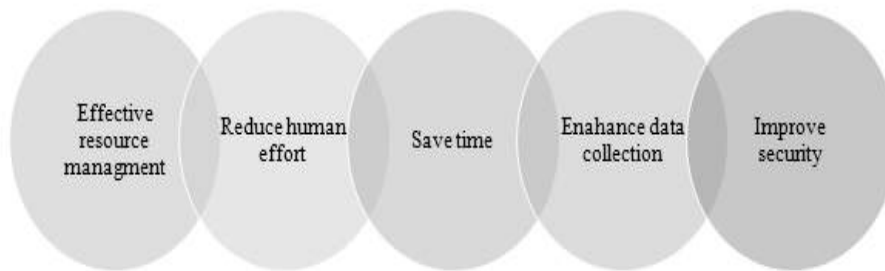 Effective
resource
managment
Reduce human
effort
Save time
Enahance data
collection
Improve
security